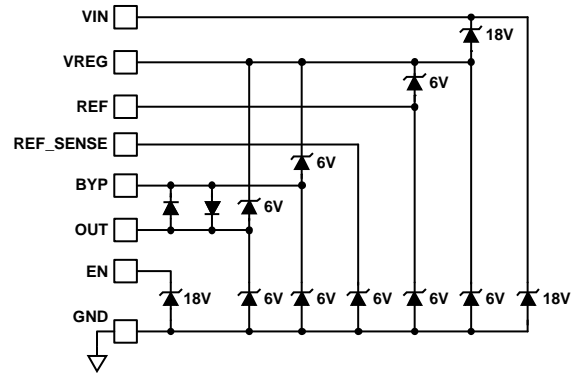 VIN
18V
VREG
6V
REF
REF_SENSE
6V
BYP
6V
OUT
EN
18V
6V
6V
6V
6V
6V
18V
GND